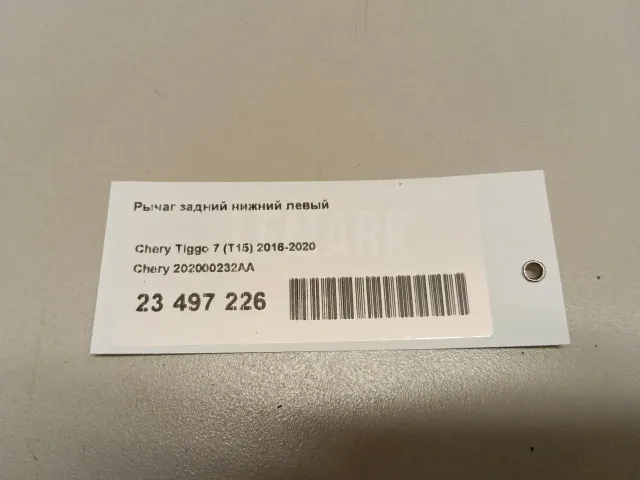 Рычаг задний нижний левый
Chery Tiggo 7 (T15) 2016-2020
Chery 202000232AA
23 497 226